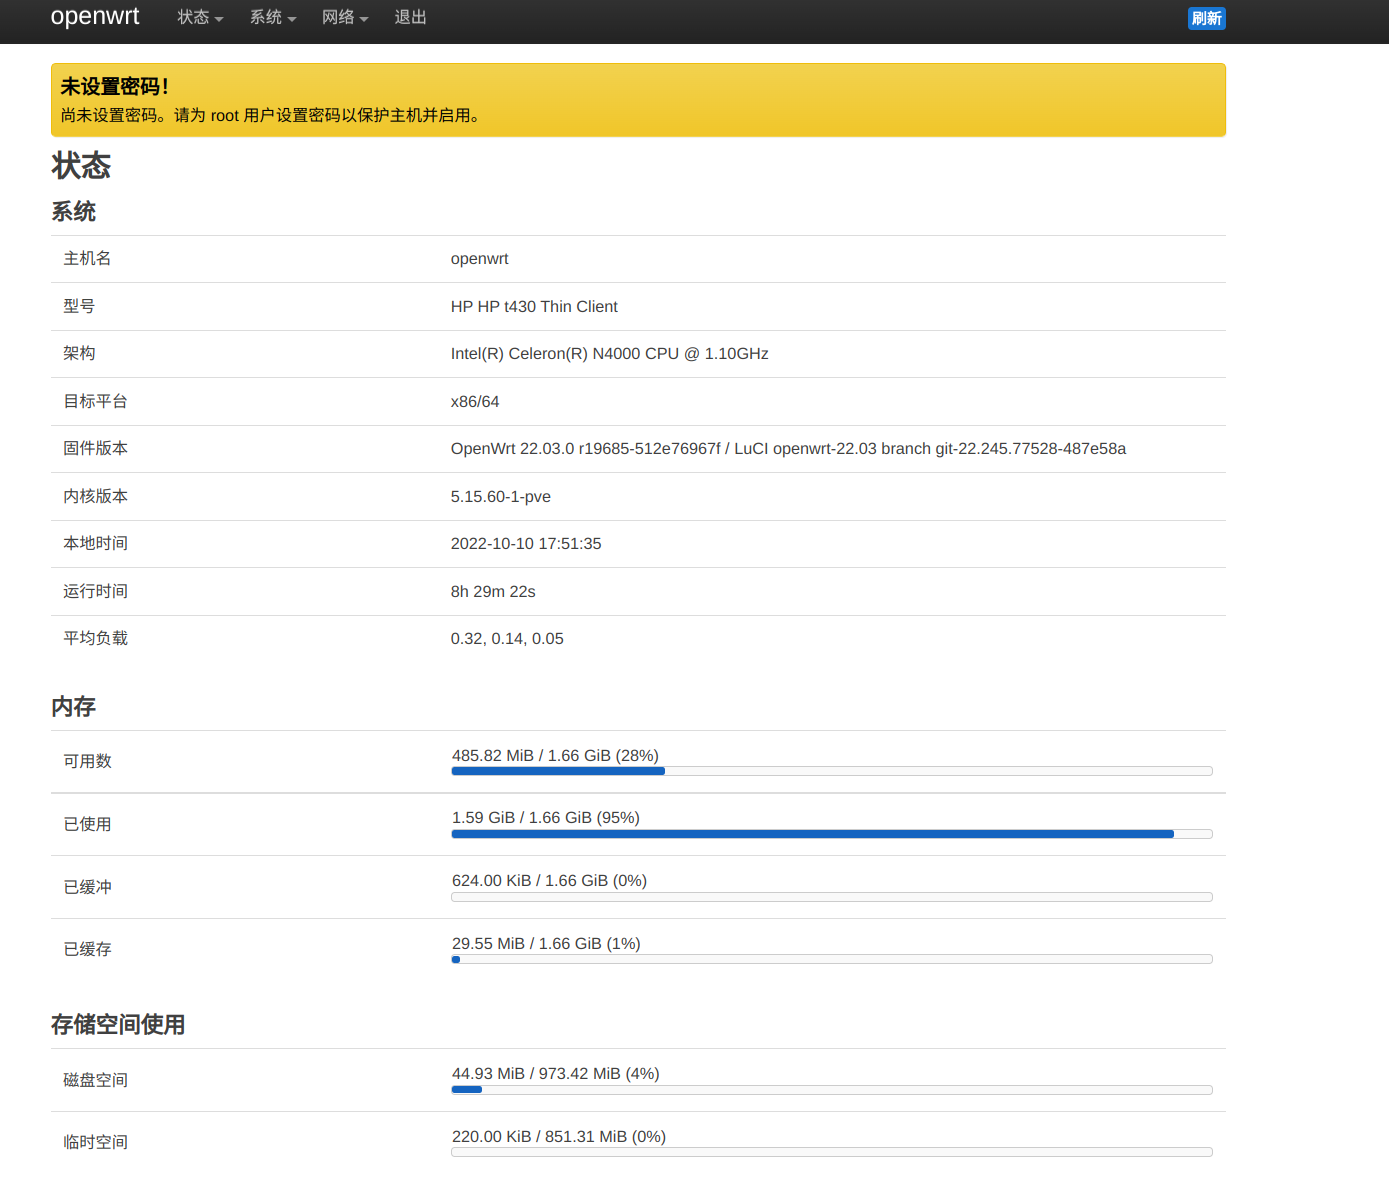 openwrt 状态 系统 网络 退出 刷新
未设置密码！
尚未设置密码。请为 root 用户设置密码以保护主机并启用。
状态
系统
主机名 openwrt
型号 HP HP t430 Thin Client
架构 Intel(R) Celeron(R) N4000 CPU @ 1.10GHz
目标平台 x86/64
固件版本 OpenWrt 22.03.0 r19685-512e76967f / LuCI openwrt-22.03 branch git-22.245.77528-487e58a
内核版本 5.15.60-1-pve
本地时间 2022-10-10 17:51:35
运行时间 8h 29m 22s
平均负载 0.32, 0.14, 0.05
内存
可用数 485.82 MiB / 1.66 GiB (28%)
已使用 1.59 GiB / 1.66 GiB (95%)
已缓冲 624.00 KiB / 1.66 GiB (0%)
已缓存 29.55 MiB / 1.66 GiB (1%)
存储空间使用
磁盘空间 44.93 MiB / 973.42 MiB (4%)
临时空间 220.00 KiB / 851.31 MiB (0%)